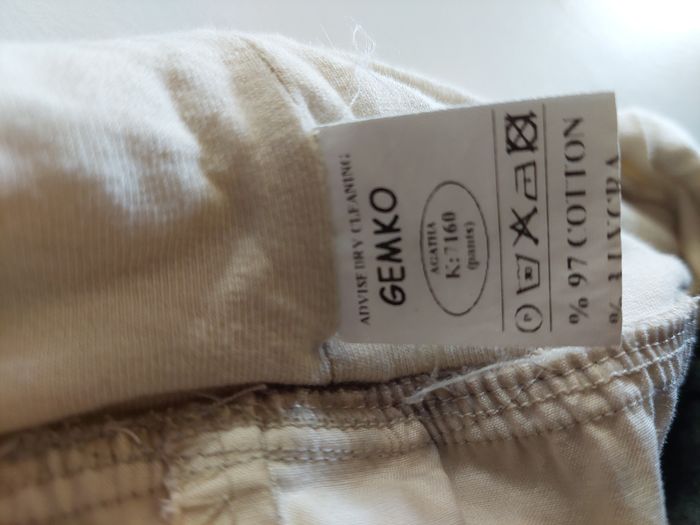 ADVISE DRY CLEANING
GEMKO
AGATHA
K:7160
(pants)
% 97 COTTON